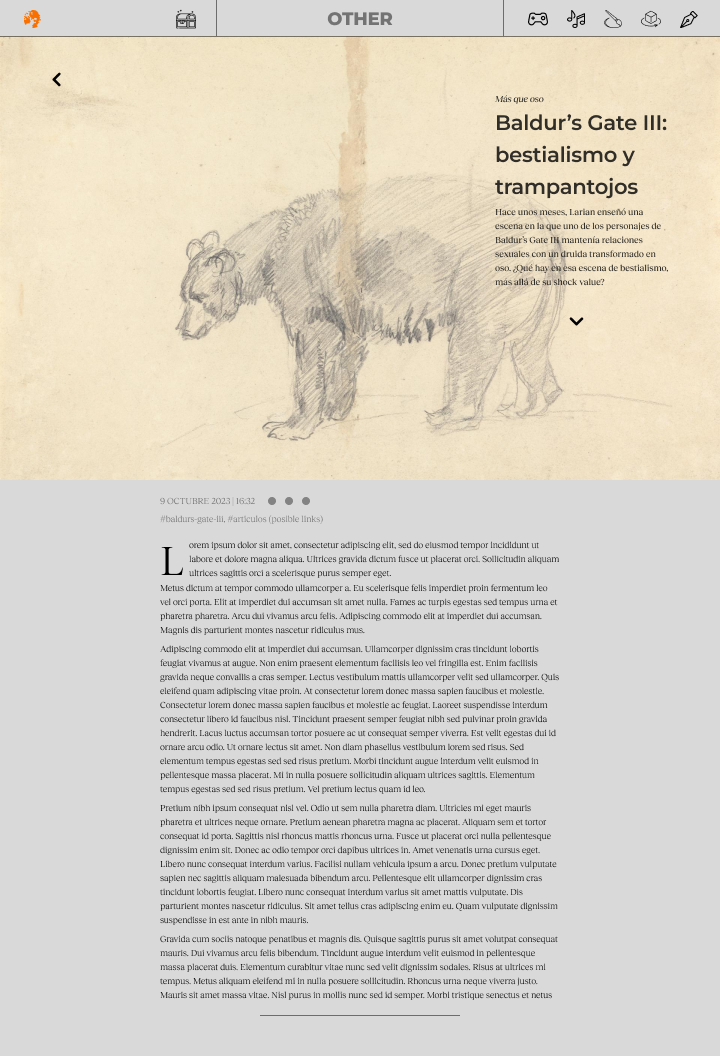 OTHER
Más que oso
Baldur's Gate III:
bestialismo y
trampantojos
Hace unos meses, Larian enseñó una
escena en la que uno de los personajes de
Baldur's Gate III mantenía relaciones
sexuales con un druida transformado en
oso. ¿Qué hay en esa escena de bestialismo,
más allá de su shock value?
9 OCTUBRE 2023 | 16:32
#baldurs-gate-iii, #articulos (posible links)
Lorem ipsum dolor sit amet, consectetur adipiscing elit, sed do eiusmod tempor incididunt ut
labore et dolore magna aliqua. Ultrices gravida dictum fusce ut placerat orci. Sollicitudin aliquam
ultrices sagittis orci a scelerisque purus semper eget.
Metus dictum at tempor commodo ullamcorper a. Eu scelerisque felis imperdiet proin fermentum leo
vel orci porta. Elit at imperdiet dui accumsan sit amet nulla. Fames ac turpis egestas sed tempus urna et
pharetra pharetra. Arcu dui vivamus arcu felis. Adipiscing commodo elit at imperdiet dui accumsan.
Magnis dis parturient montes nascetur ridiculus mus.
Adipiscing commodo elit at imperdiet dui accumsan. Ullamcorper dignissim cras tincidunt lobortis
feugiat vivamus at augue. Non enim praesent elementum facilisis leo vel fringilla est. Enim facilisis
gravida neque convallis a cras semper. Lectus vestibulum mattis ullamcorper velit sed ullamcorper. Quis
eleifend quam adipiscing vitae proin. At consectetur lorem donec massa sapien faucibus et molestie.
Consectetur lorem donec massa sapien faucibus et molestie ac feugiat. Laoreet suspendisse interdum
consectetur libero id faucibus nisl. Tincidunt praesent semper feugiat nibh sed pulvinar proin gravida
hendrerit. Lacus luctus accumsan tortor posuere ac ut consequat semper viverra. Est velit egestas dui id
ornare arcu odio. Ut ornare lectus sit amet. Non diam phasellus vestibulum lorem sed risus. Sed
elementum tempus egestas sed sed risus pretium. Morbi tincidunt augue interdum velit euismod in
pellentesque massa placerat. Mi in nulla posuere sollicitudin aliquam ultrices sagittis. Elementum
tempus egestas sed sed risus pretium. Vel pretium lectus quam id leo.
Pretium nibh ipsum consequat nisl vel. Odio ut sem nulla pharetra diam. Ultricies mi eget mauris
pharetra et ultrices neque ornare. Pretium aenean pharetra magna ac placerat. Aliquam sem et tortor
consequat id porta. Sagittis nisl rhoncus mattis rhoncus urna. Fusce ut placerat orci nulla pellentesque
dignissim enim sit. Donec ac odio tempor orci dapibus ultrices in. Amet venenatis urna cursus eget.
Libero nunc consequat interdum varius. Facilisi nullam vehicula ipsum a arcu. Donec pretium vulputate
sapien nec sagittis aliquam malesuada bibendum arcu. Pellentesque elit ullamcorper dignissim cras
tincidunt lobortis feugiat. Libero nunc consequat interdum varius sit amet mattis vulputate. Dis
parturient montes nascetur ridiculus. Sit amet tellus cras adipiscing enim eu. Quam vulputate dignissim
suspendisse in est ante in nibh mauris.
Gravida cum sociis natoque penatibus et magnis dis. Quisque sagittis purus sit amet volutpat consequat
mauris. Dui vivamus arcu felis bibendum. Tincidunt augue interdum velit euismod in pellentesque
massa placerat duis. Elementum curabitur vitae nunc sed velit dignissim sodales. Risus at ultrices mi
tempus. Metus aliquam eleifend mi in nulla posuere sollicitudin. Rhoncus urna neque viverra justo.
Mauris sit amet massa vitae. Nisl purus in mollis nunc sed id semper. Morbi tristique senectus et netus